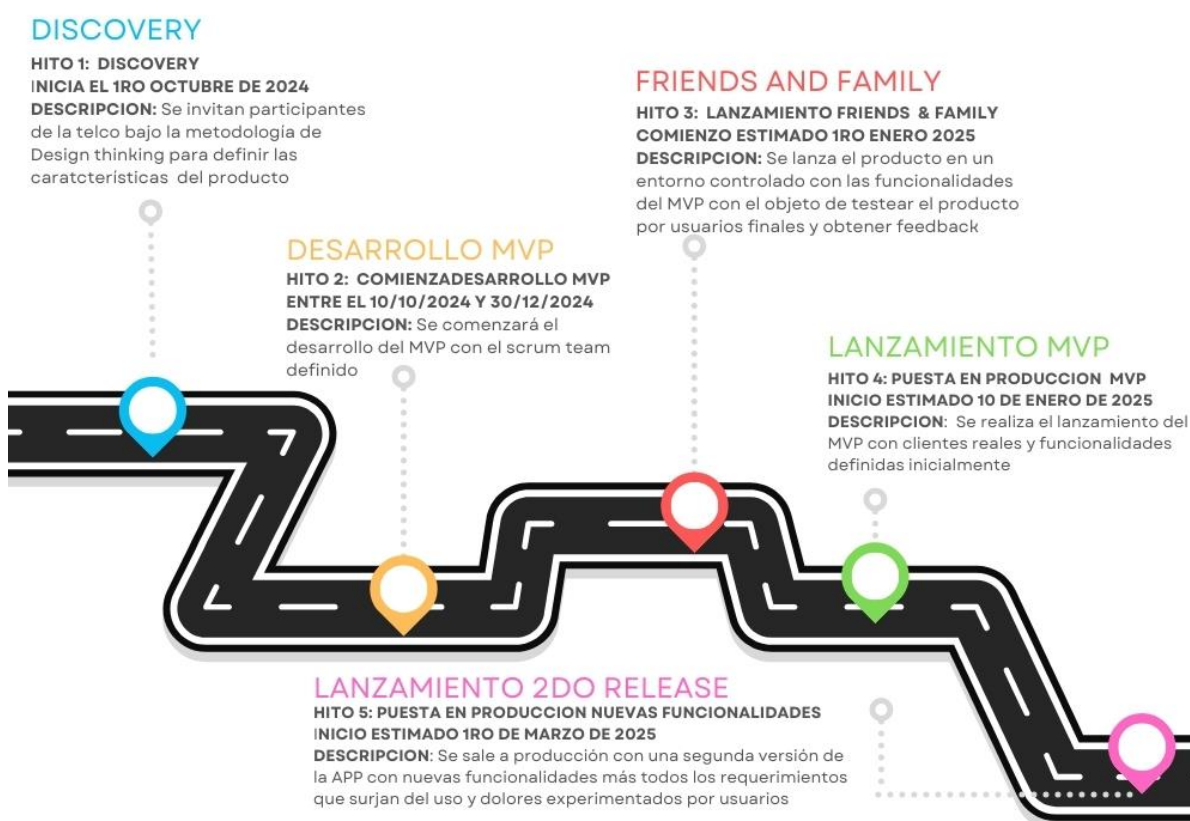 DISCOVERY
HITO 1: DISCOVERY
INICIA EL 1RO OCTUBRE DE 2024
DESCRIPCION: Se invitan participantes
de la telco bajo la metodología de
Design thinking para definir las
caratcterísticas del producto
DESARROLLO MVP
HITO 2: COMIENZADESARROLLO MVP
ENTRE EL 10/10/2024 Y 30/12/2024
DESCRIPCION: Se comenzará el
desarrollo del MVP con el scrum team
definido
FRIENDS AND FAMILY
HITO 3: LANZAMIENTO FRIENDS & FAMILY
COMIENZO ESTIMADO 1RO ENERO 2025
DESCRIPCION: Se lanza el producto en un
entorno controlado con las funcionalidades
del MVP con el objeto de testear el producto
por usuarios finales y obtener feedback
LANZAMIENTO MVP
HITO 4: PUESTA EN PRODUCCION MVP
INICIO ESTIMADO 10 DE ENERO DE 2025
DESCRIPCION: Se realiza el lanzamiento del
MVP con clientes reales y funcionalidades
definidas inicialmente
LANZAMIENTO 2DO RELEASE
HITO 5: PUESTA EN PRODUCCION NUEVAS FUNCIONALIDADES
INICIO ESTIMADO 1RO DE MARZO DE 2025
DESCRIPCION: Se sale a producción con una segunda versión de
la APP con nuevas funcionalidades más todos los requerimientos
que surjan del uso y dolores experimentados por usuarios